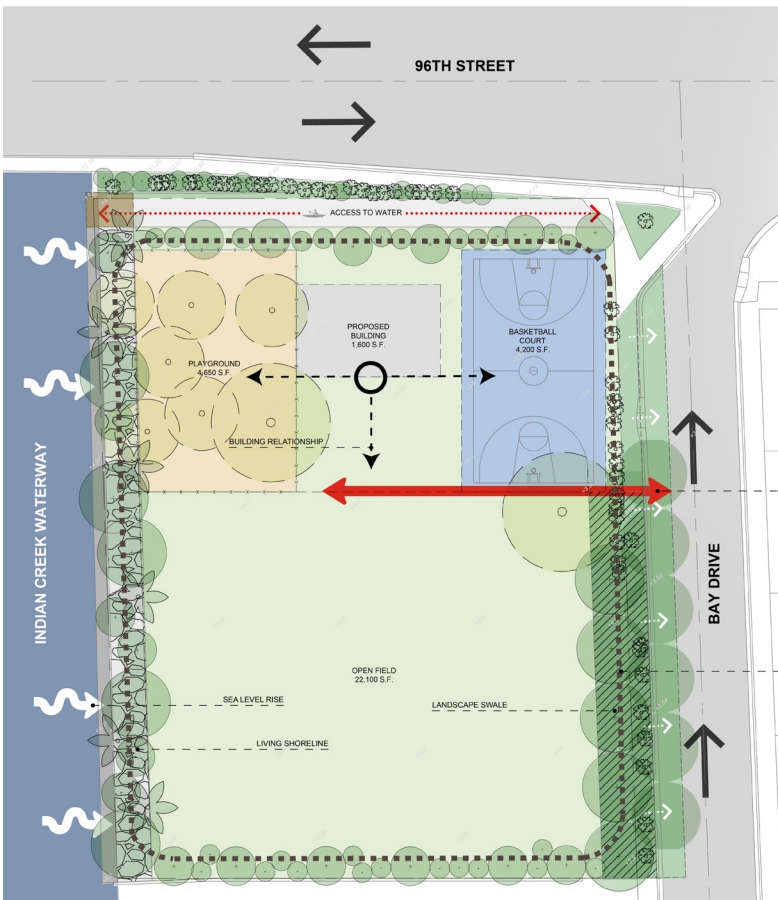 96TH STREET
ACCESS TO WATER
PROPOSED
BUILDING
1,600 S.F.
BASKETBALL
COURT
4,200 S.F.
PLAYGROUND
4,650 S.F.
BUILDING RELATIONSHIP
INDIAN CREEK WATERWAY
BAY DRIVE
OPEN FIELD
22,100 S.F.
SEA LEVEL RISE
LANDSCAPE SWALE
LIVING SHORELINE